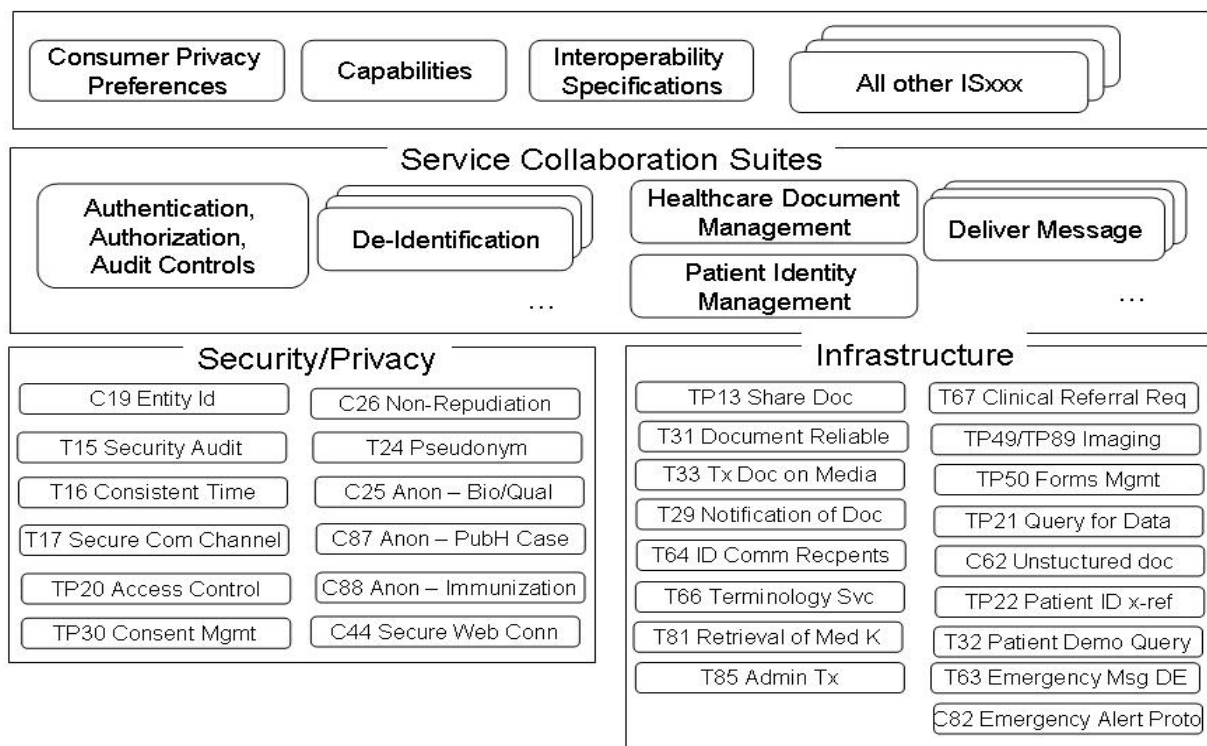 Consumer Privacy
Preferences
Capabilities
Interoperability
Specifications
All other ISxxx
Service Collaboration Suites
Authentication,
Authorization,
Audit Controls
De-Identification
...
Healthcare Document
Management
Patient Identity
Management
Deliver Message
...
Security/Privacy
C19 Entity Id
T15 Security Audit
T16 Consistent Time
T17 Secure Com Channel
TP20 Access Control
TP30 Consent Mgmt
C26 Non-Repudiation
T24 Pseudonym
C25 Anon – Bio/Qual
C87 Anon – PubH Case
C88 Anon – Immunization
C44 Secure Web Conn
Infrastructure
TP13 Share Doc
T31 Document Reliable
T33 Tx Doc on Media
T29 Notification of Doc
T64 ID Comm Recpents
T66 Terminology Svc
T81 Retrieval of Med K
T85 Admin Tx
T67 Clinical Referral Req
TP49/TP89 Imaging
TP50 Forms Mgmt
TP21 Query for Data
C62 Unstuctured doc
TP22 Patient ID x-ref
T32 Patient Demo Query
T63 Emergency Msg DE
C82 Emergency Alert Proto